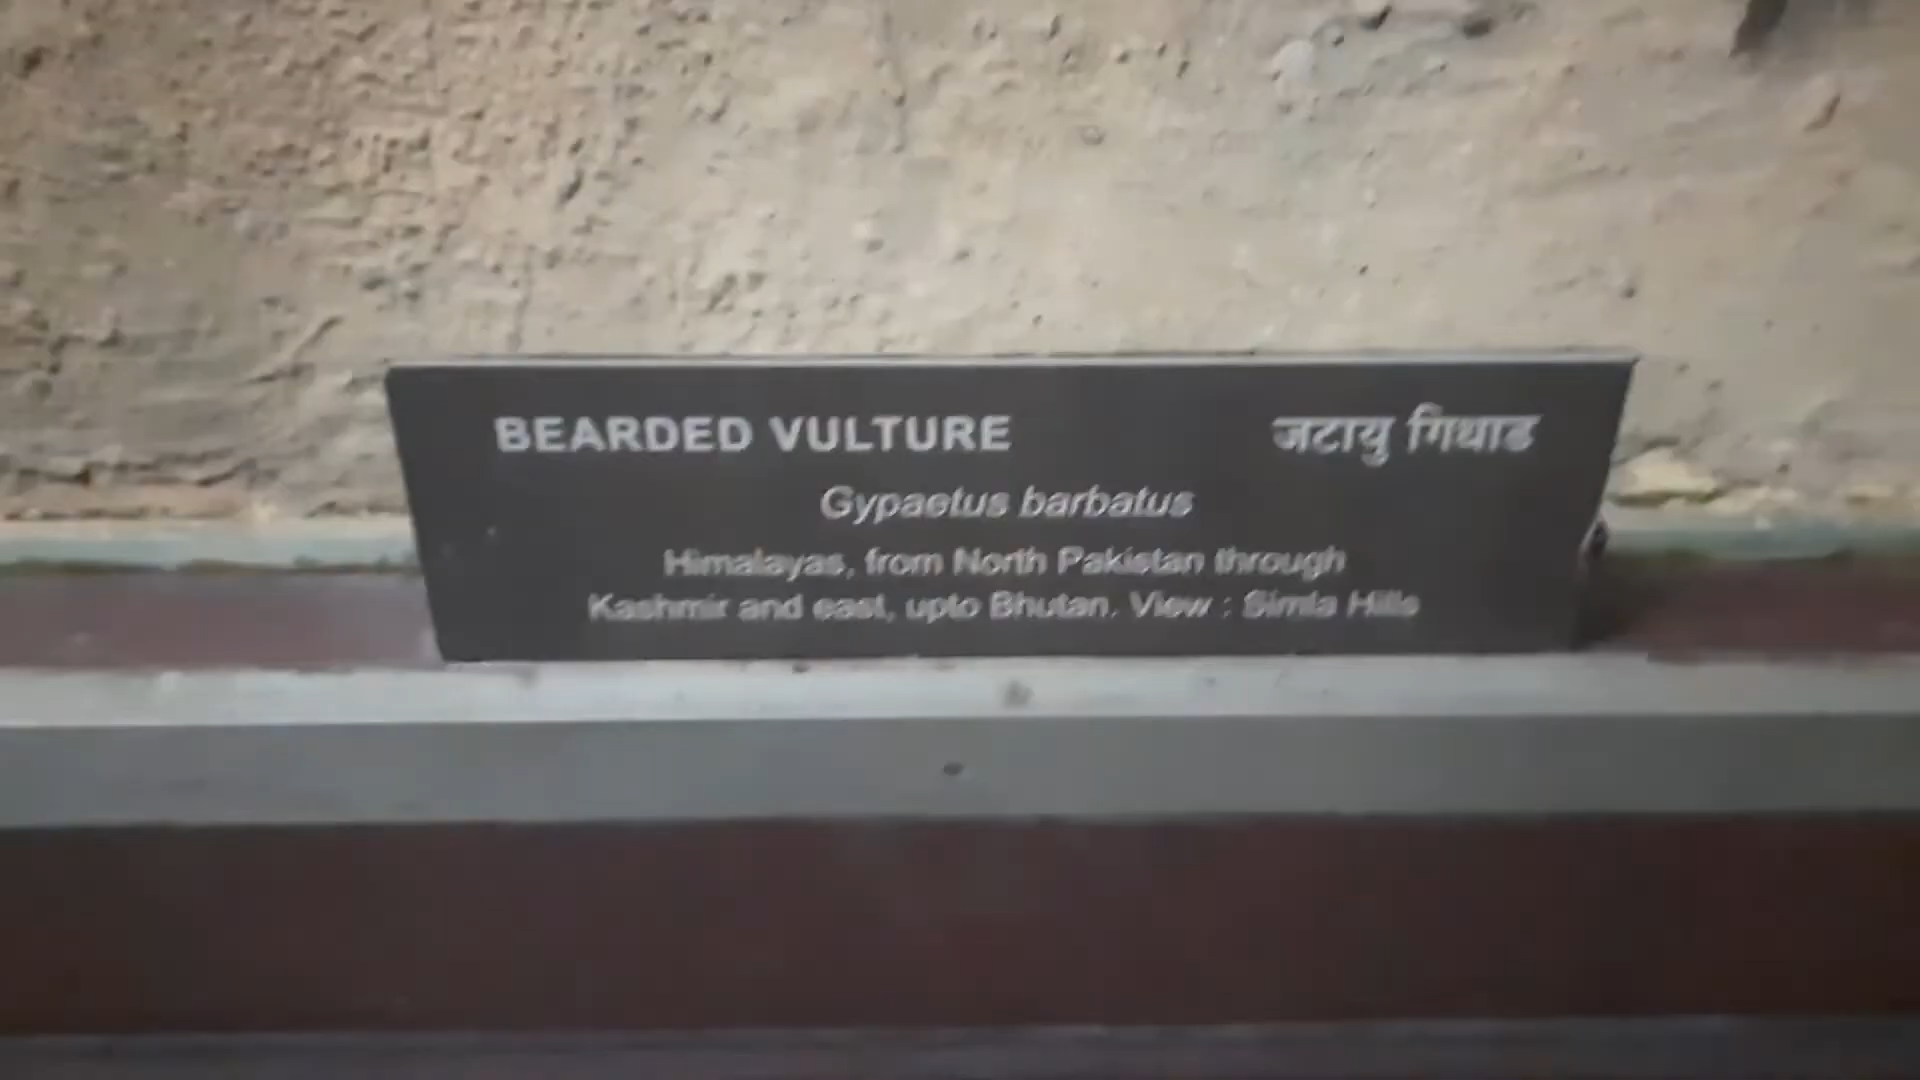 BEARDED VULTURE जटायु गिधाड
Gypaetus barbatus
Himalayas, from North Pakistan through
Kashmir and east, upto Bhutan. View : Simla Hills